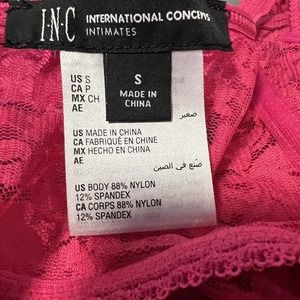 I·N·C INTERNATIONAL CONCEPTS
INTIMATES
US S
CA P
MX CH
AE
S
MADE IN
CHINA
صغير
US MADE IN CHINA
CA FABRIQUÉ EN CHINE
MX HECHO EN CHINA
AE صنع في الصين
US BODY 88% NYLON
12% SPANDEX
CA CORPS 88% NYLON
12% SPANDEX